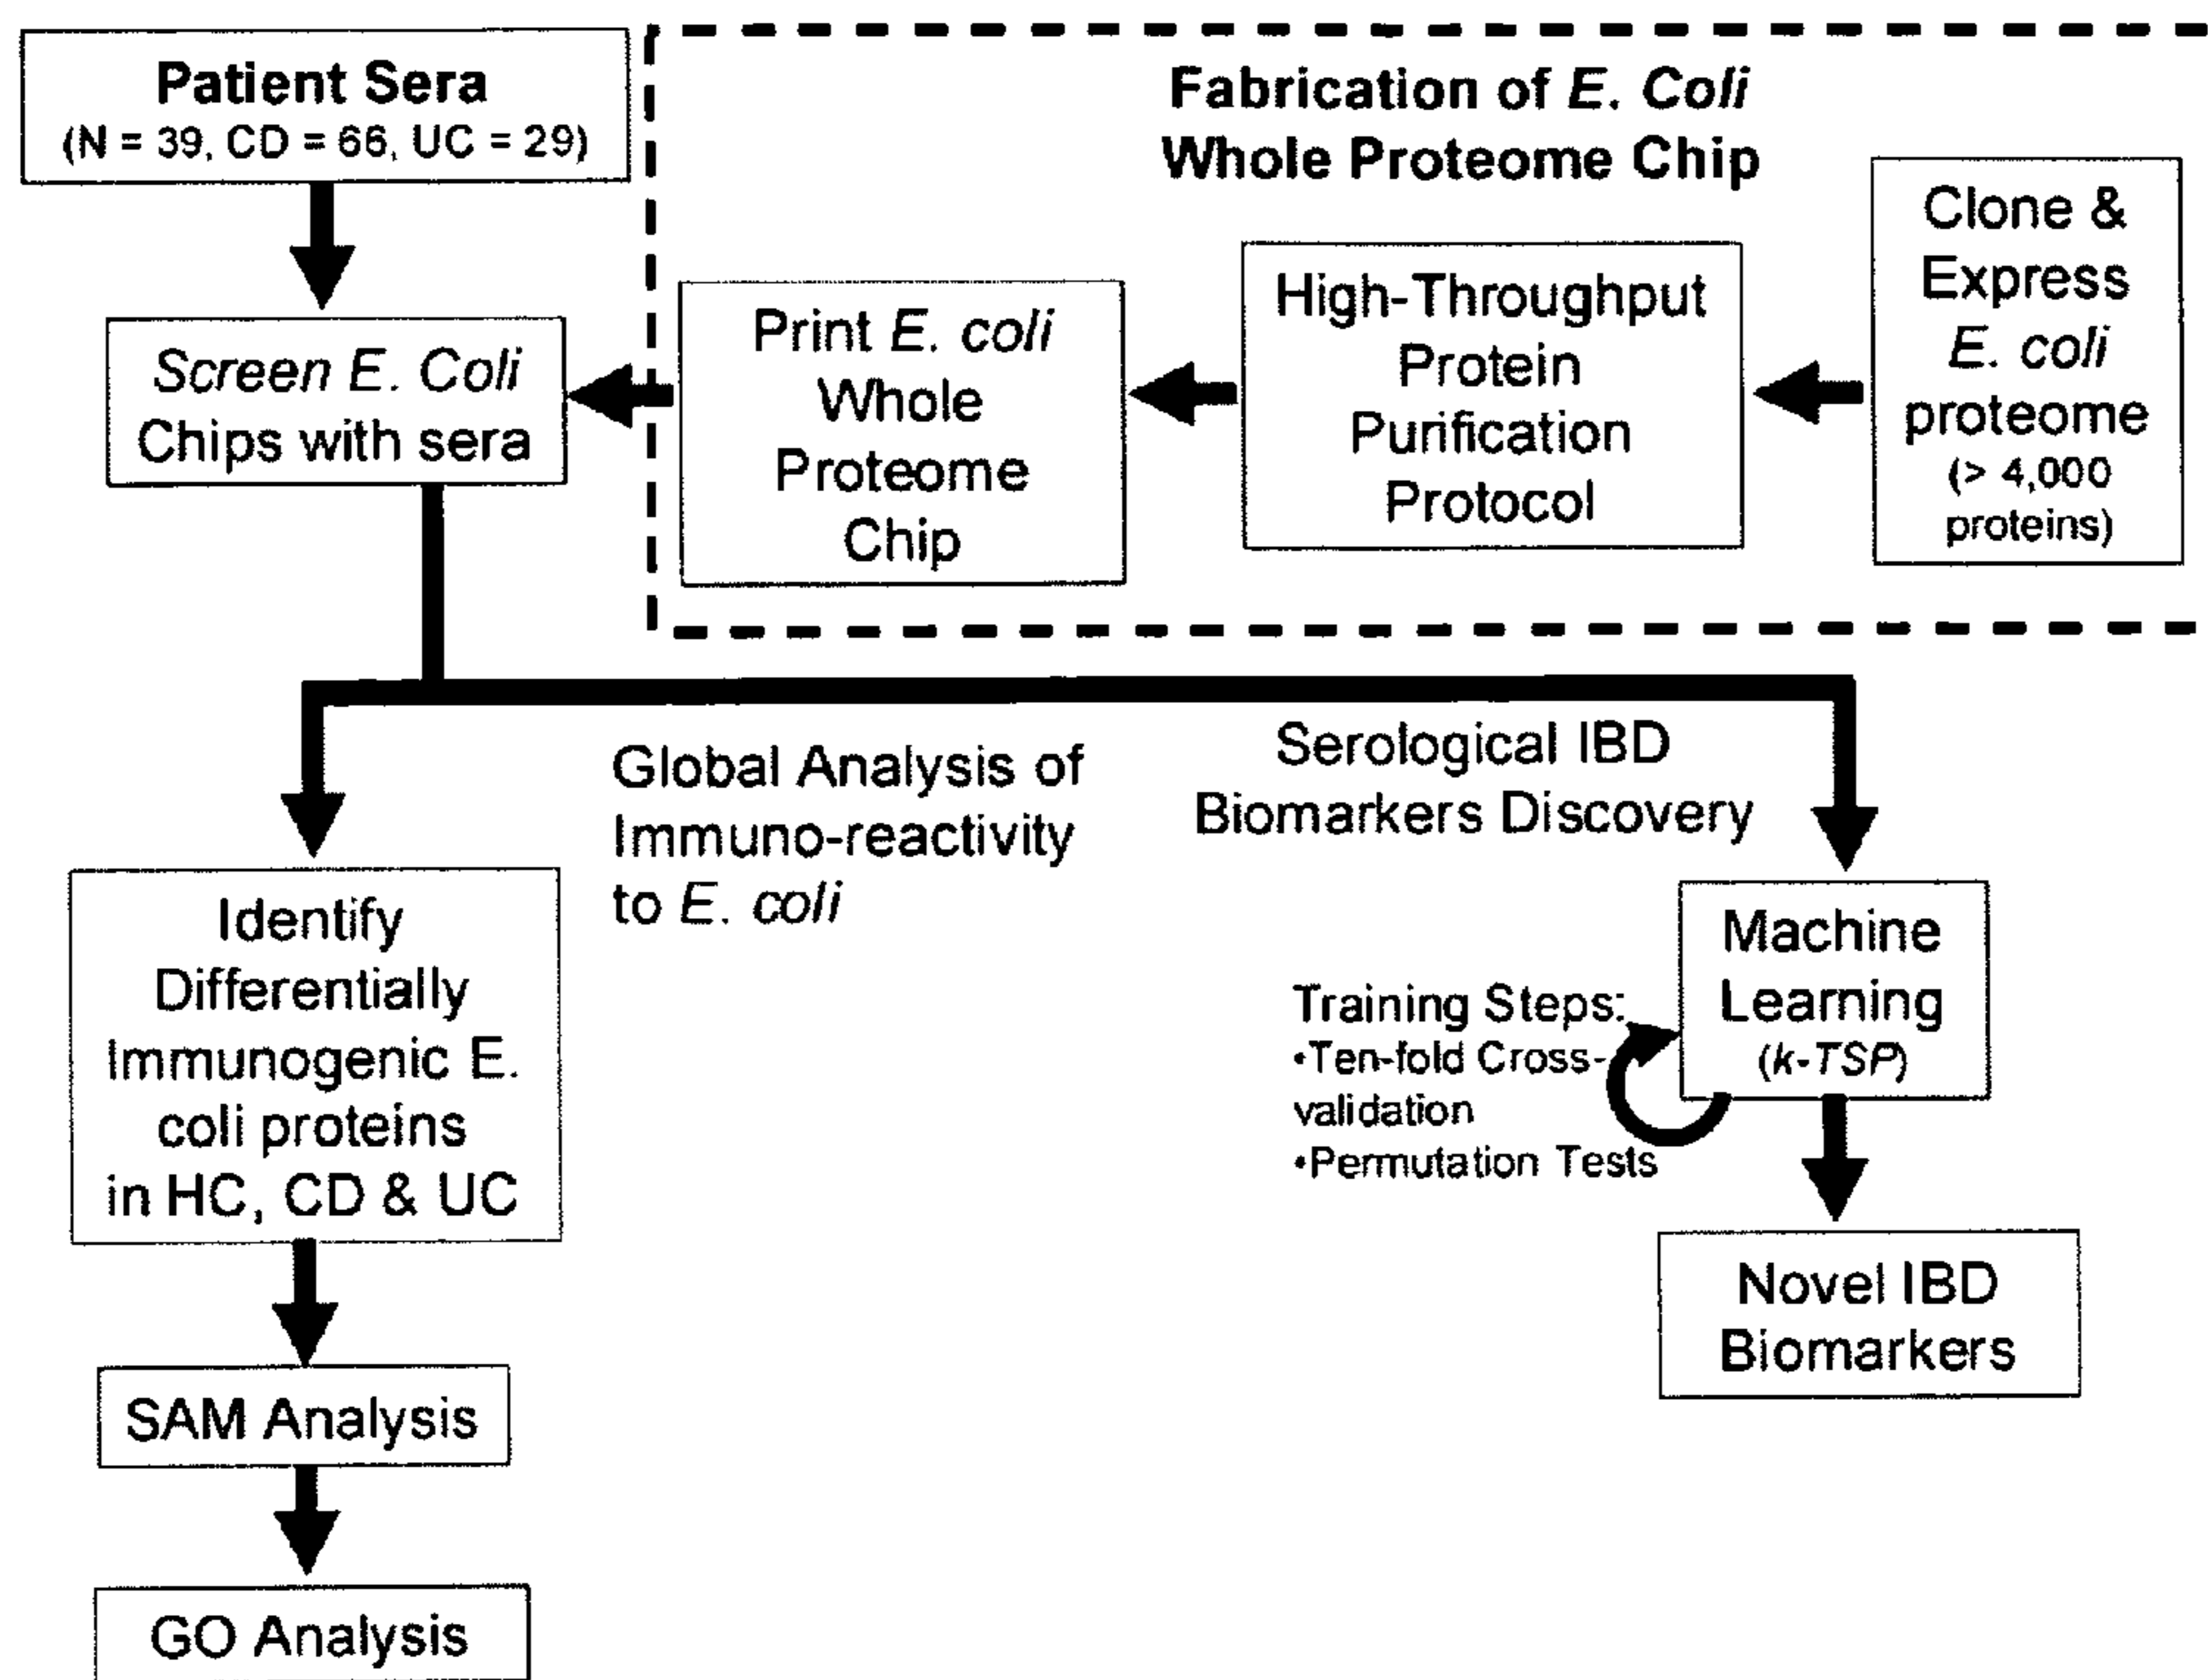 Patient Sera
(N = 39, CD = 66, UC = 29)
Fabrication of E. Coli
Whole Proteome Chip
Clone &
Express
E. coli
proteome
(> 4,000
proteins)
High-Throughput
Protein
Purification
Protocol
Print E. coli
Whole
Proteome
Chip
Screen E. Coli
Chips with sera
Global Analysis of
Immuno-reactivity
to E. coli
Serological IBD
Biomarkers Discovery
Identify
Differentially
Immunogenic E.
coli proteins
in HC, CD & UC
SAM Analysis
GO Analysis
Machine
Learning
(k-TSP)
Training Steps:
•Ten-fold Cross-
validation
•Permutation Tests
Novel IBD
Biomarkers